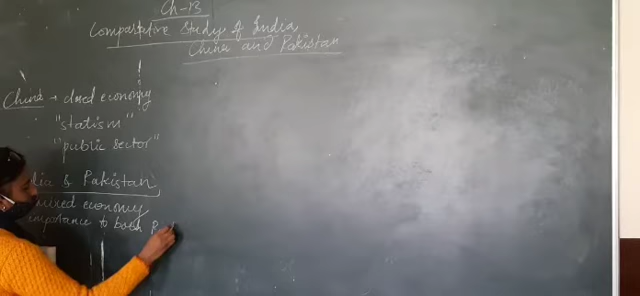 Ch-13
Comparative Study of India
China and Pakistan
China → closed economy
"statism"
"public sector"
& Pakistan
mixed economy
importance to both